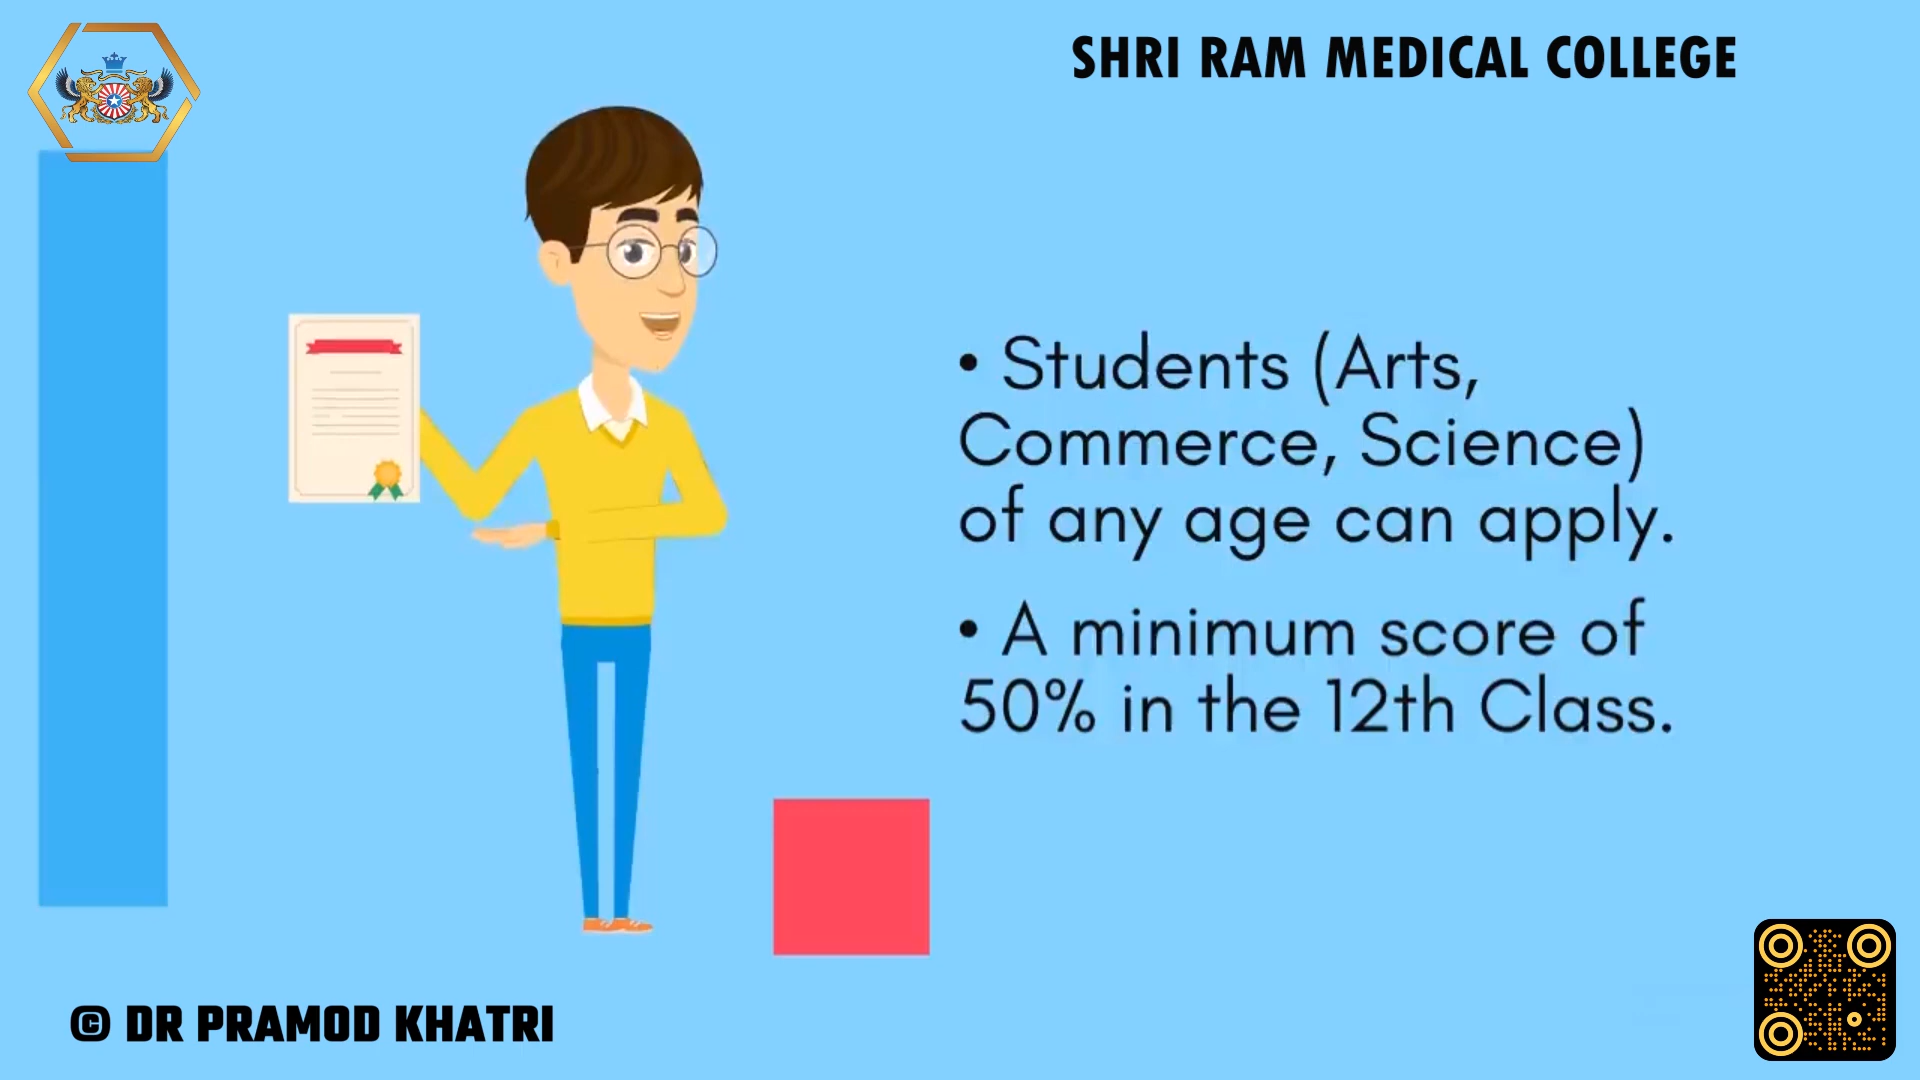 SHRI RAM MEDICAL COLLEGE
• Students (Arts,
Commerce, Science)
of any age can apply.
• A minimum score of
50% in the 12th Class.
© DR PRAMOD KHATRI